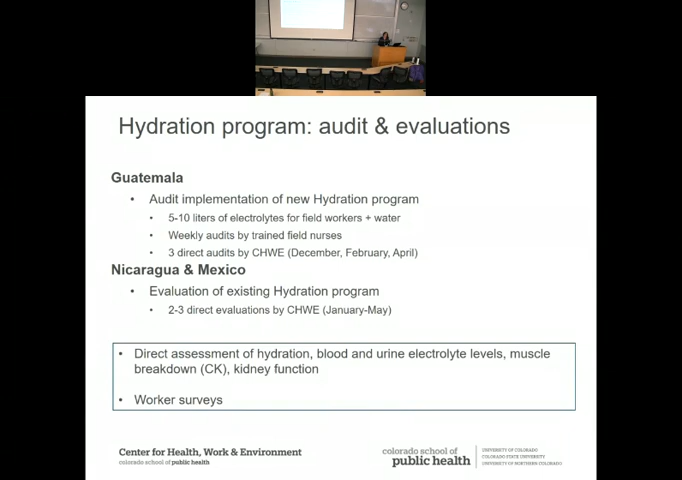 Hydration program: audit & evaluations
Guatemala
• Audit implementation of new Hydration program
• 5-10 liters of electrolytes for field workers + water
• Weekly audits by trained field nurses
• 3 direct audits by CHWE (December, February, April)
Nicaragua & Mexico
• Evaluation of existing Hydration program
• 2-3 direct evaluations by CHWE (January-May)
• Direct assessment of hydration, blood and urine electrolyte levels, muscle
breakdown (CK), kidney function
• Worker surveys
Center for Health, Work & Environment
colorado school of public health
colorado school of
public health
UNIVERSITY OF COLORADO
COLORADO STATE UNIVERSITY
UNIVERSITY OF NORTHERN COLORADO